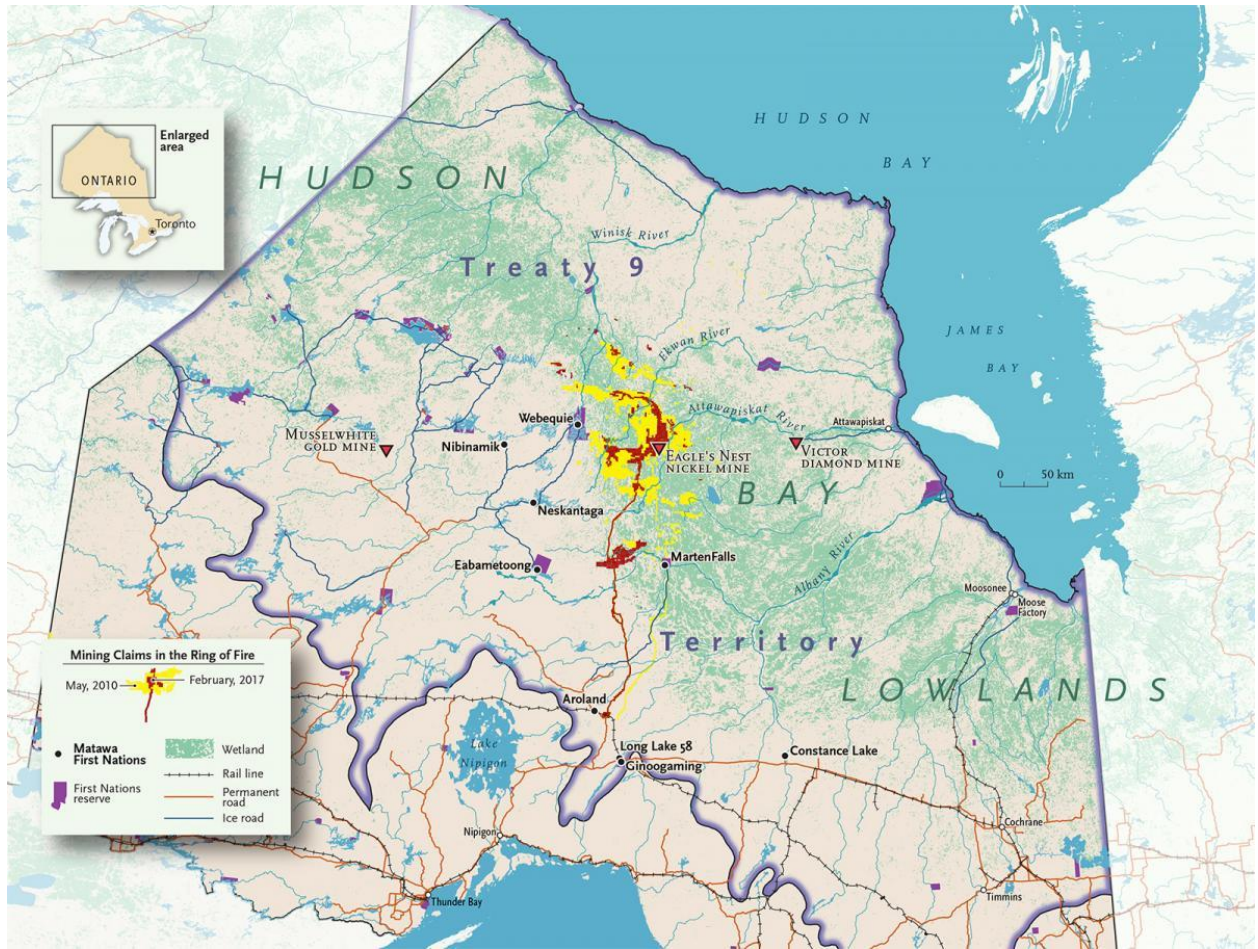 HUDSON
BAY
Enlarged
area
ONTARIO
Toronto
HUDSON
Winisk River
Treaty 9
JAMES
BAY
Ekwan River
Attawapiskat River
Attawapiskat
Webequie
MUSSELWHITE
GOLD MINE
Nibinamik
EAGLE'S NEST
NICKEL MINE
VICTOR
DIAMOND MINE
0 50 km
BAY
Neskantaga
MartenFalls
Eabametoong
Albany River
Moosonee
Moose
Factory
Territory
Mining Claims in the Ring of Fire
May, 2010
February, 2017
Matawa
First Nations
First Nations
reserve
Wetland
Rail line
Permanent
road
Ice road
LOWLANDS
Aroland
Lake
Nipigon
Long Lake 58
Ginoogaming
Constance Lake
Nipigon
Cochrane
Timmins
Thunder Bay